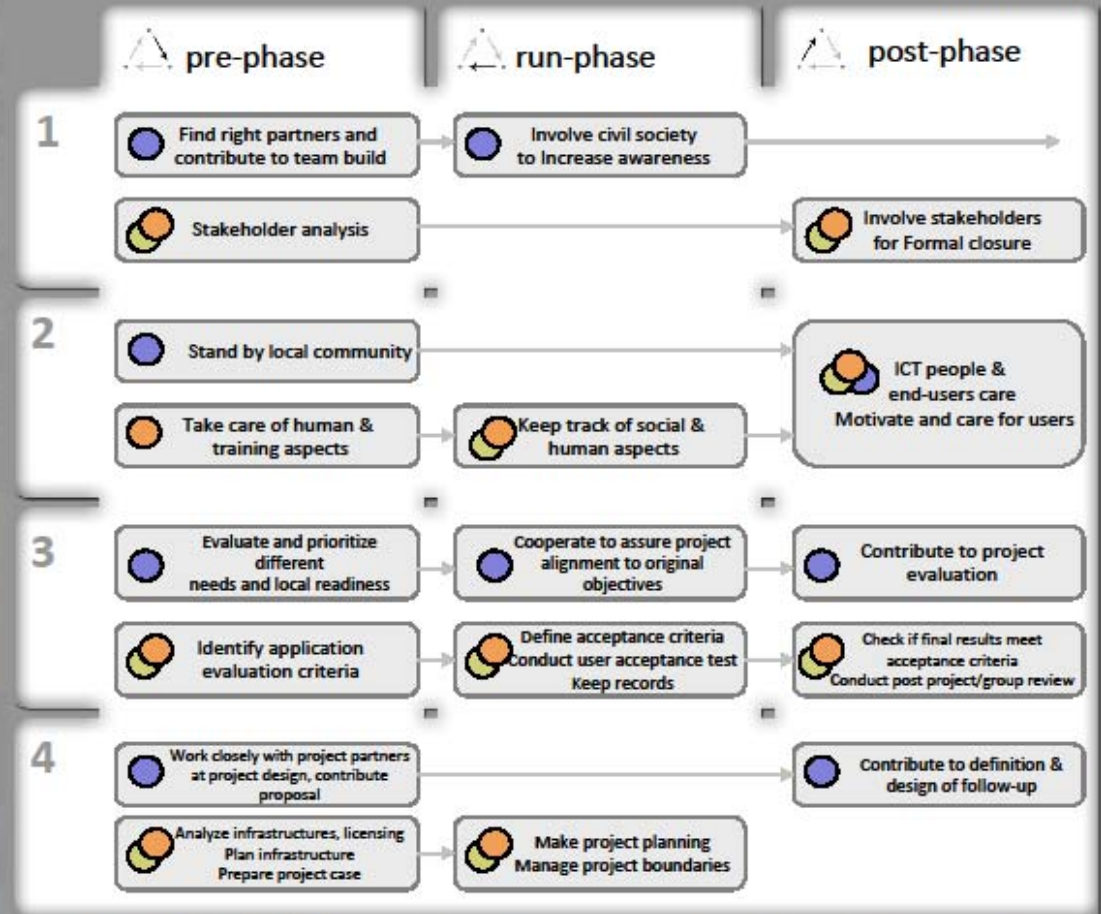 pre-phase
run-phase
post-phase
1
Find right partners and
contribute to team build
Involve civil society
to Increase awareness
Stakeholder analysis
Involve stakeholders
for Formal closure
2
Stand by local community
ICT people &
end-users care
Motivate and care for users
Take care of human &
training aspects
Keep track of social &
human aspects
3
Evaluate and prioritize
different
needs and local readiness
Cooperate to assure project
alignment to original
objectives
Contribute to project
evaluation
Identify application
evaluation criteria
Define acceptance criteria
Conduct user acceptance test
Keep records
Check if final results meet
acceptance criteria
Conduct post project/group review
4
Work closely with project partners
at project design, contribute
proposal
Contribute to definition &
design of follow-up
Analyze infrastructures, licensing
Plan infrastructure
Prepare project case
Make project planning
Manage project boundaries